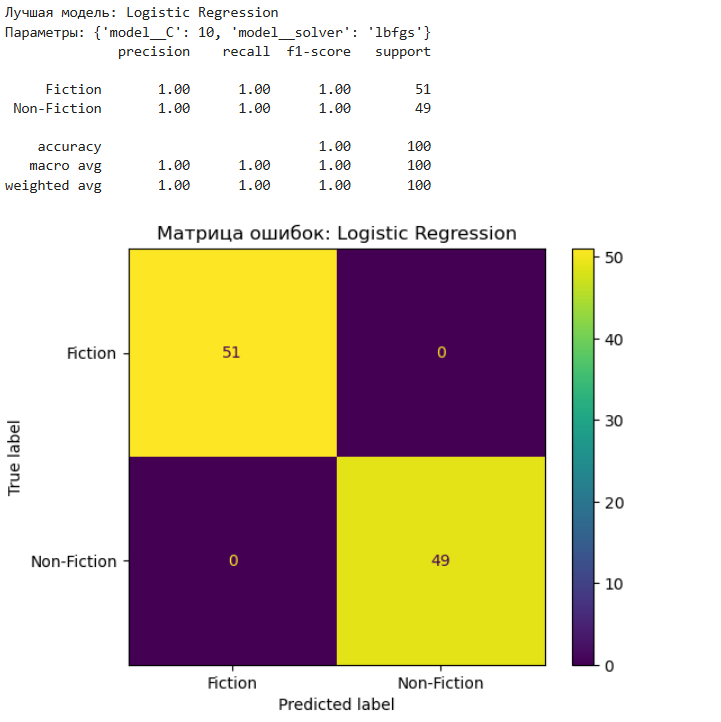 Лучшая модель: Logistic Regression
Параметры: {'model__C': 10, 'model__solver': 'lbfgs'}
precision recall f1-score support
Fiction 1.00 1.00 1.00 51
Non-Fiction 1.00 1.00 1.00 49
accuracy 1.00 100
macro avg 1.00 1.00 1.00 100
weighted avg 1.00 1.00 1.00 100
Матрица ошибок: Logistic Regression
50
40
30
20
10
0
True label
Fiction
51 0
Non-Fiction
0 49
Fiction Non-Fiction
Predicted label